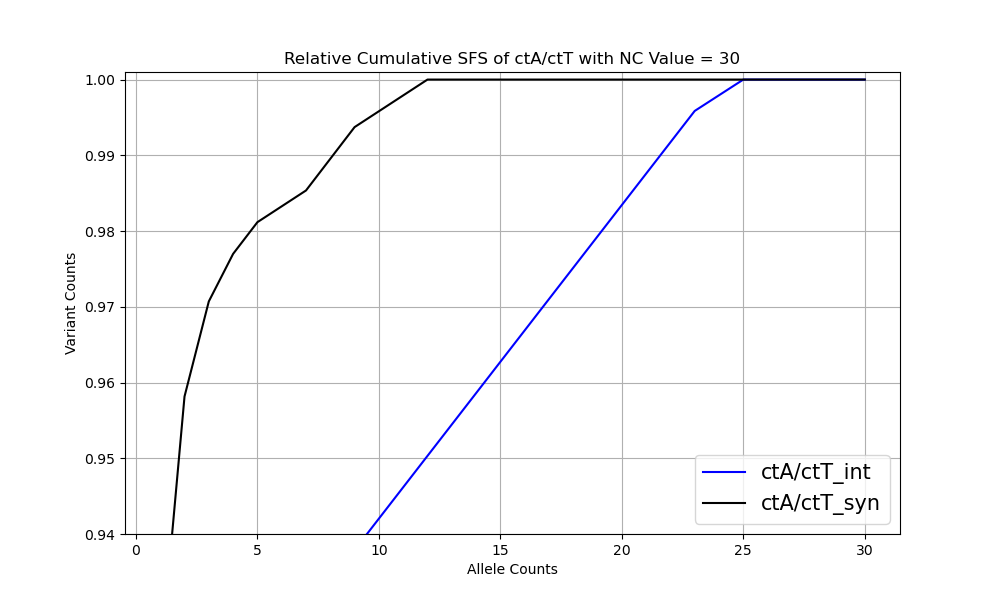 Relative Cumulative SFS of ctA/ctT with NC Value = 30
1.00
0.99
0.98
0.97
0.96
0.95
0.94
Variant Counts
0 5 10 15 20 25 30
Allele Counts
ctA/ctT_int
ctA/ctT_syn